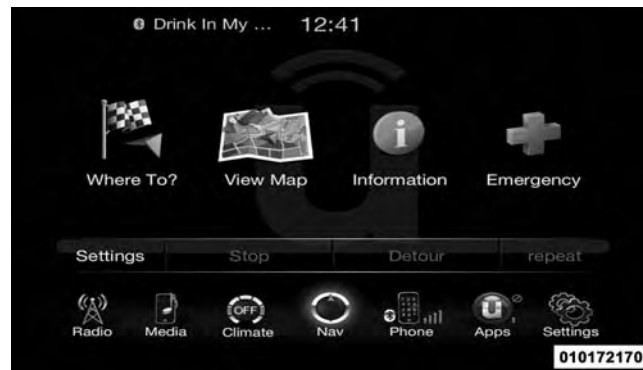 Drink In My ... 12:41
Where To? View Map Information Emergency
Settings Stop Detour repeat
OFF
Radio Media Climate Nav Phone Apps Settings
010172170